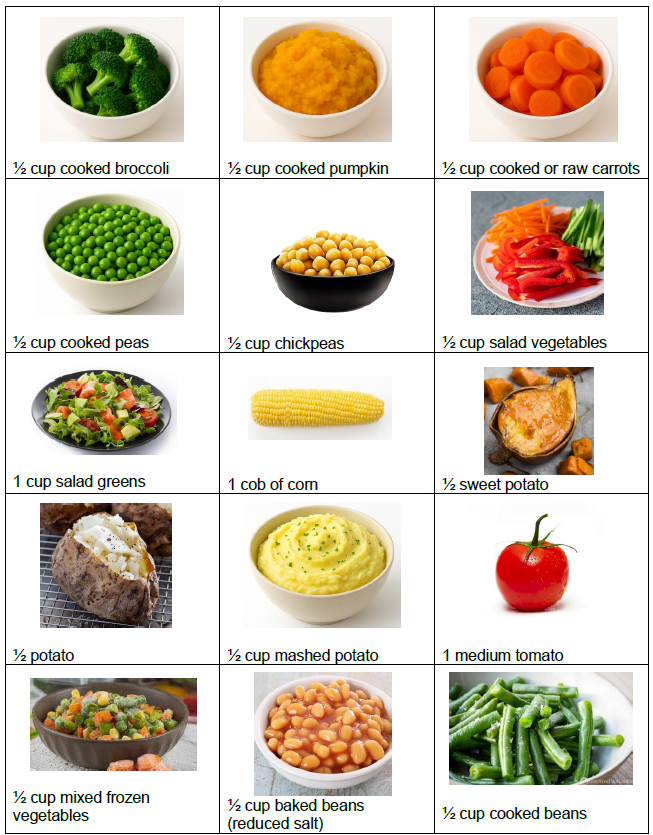 ½ cup cooked broccoli
½ cup cooked pumpkin
½ cup cooked or raw carrots
½ cup cooked peas
½ cup chickpeas
½ cup salad vegetables
1 cup salad greens
1 cob of corn
½ sweet potato
½ potato
½ cup mashed potato
1 medium tomato
½ cup mixed frozen
vegetables
½ cup baked beans
(reduced salt)
½ cup cooked beans